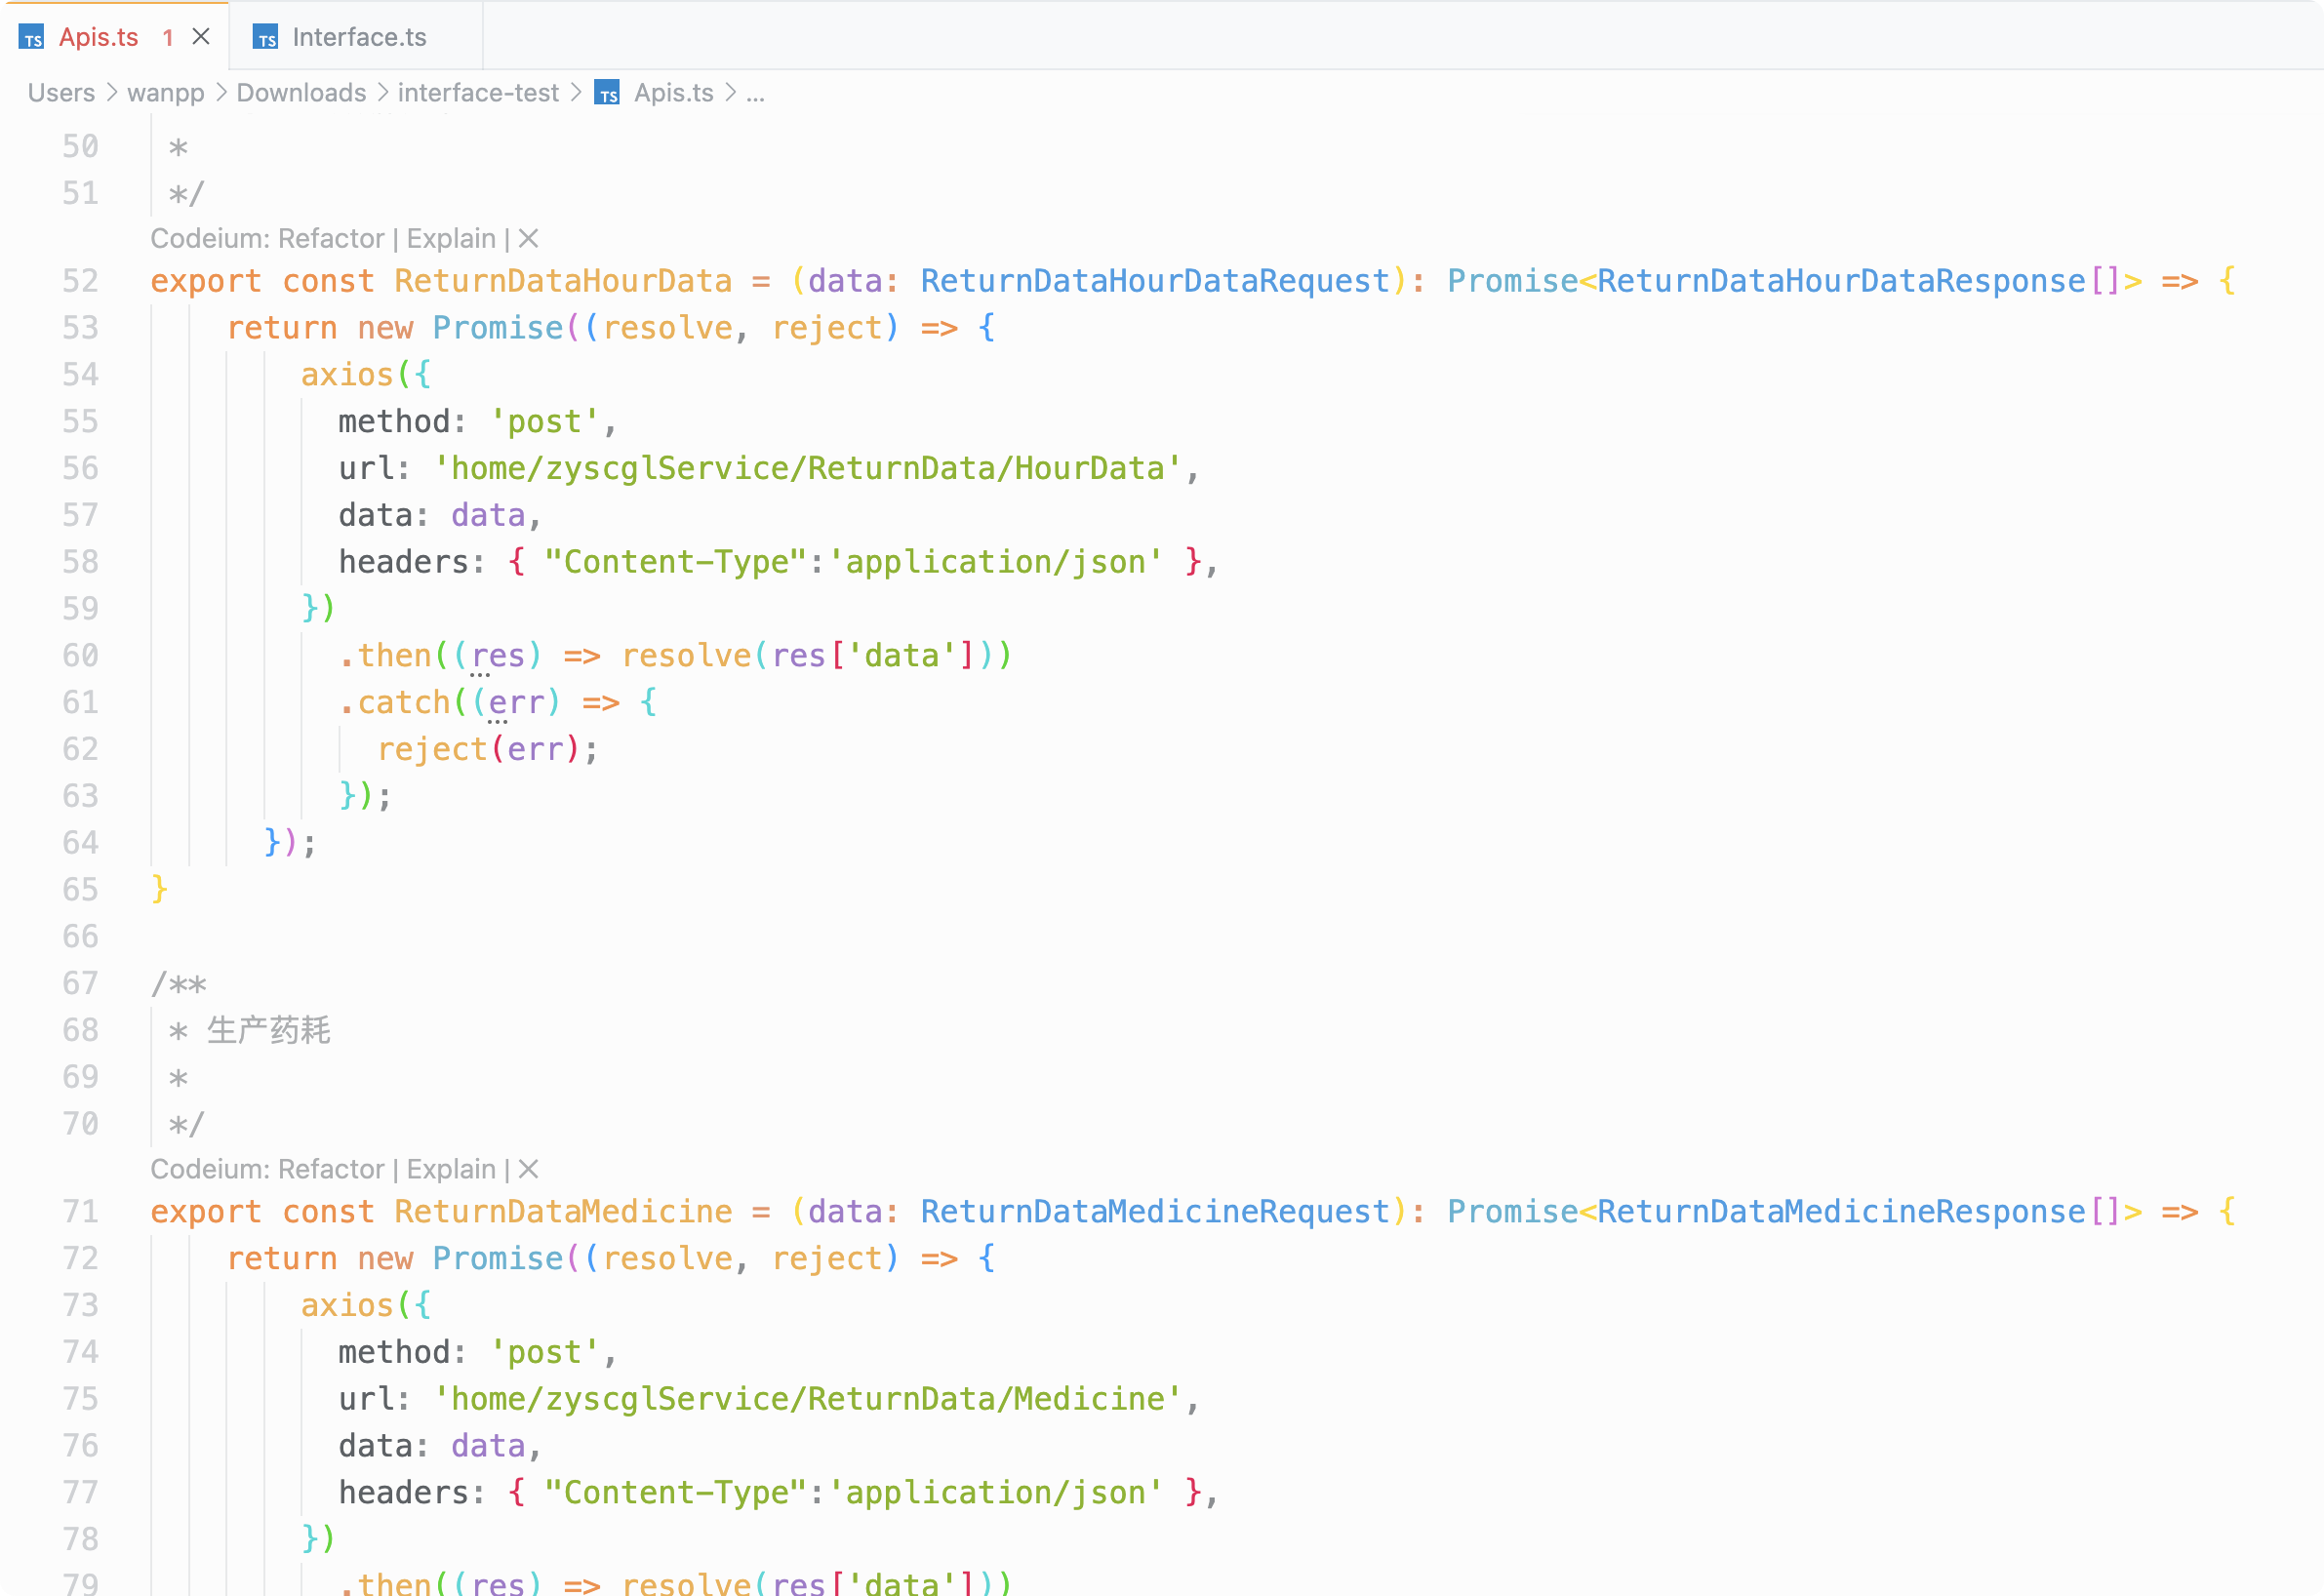 TS Apis.ts 1 × TS Interface.ts
Users > wanpp > Downloads > interface-test > TS Apis.ts > ...
50 *
51 */
Codeium: Refactor | Explain | ×
52 export const ReturnDataHourData = (data: ReturnDataHourDataRequest): Promise<ReturnDataHourDataResponse[]> => {
53 return new Promise((resolve, reject) => {
54 axios({
55 method: 'post',
56 url: 'home/zyscglService/ReturnData/HourData',
57 data: data,
58 headers: { "Content-Type":'application/json' },
59 })
60 .then((res) => resolve(res['data']))
61 .catch((err) => {
62 reject(err);
63 });
64 });
65 }
66
67 /**
68 * 生产药耗
69 *
70 */
Codeium: Refactor | Explain | ×
71 export const ReturnDataMedicine = (data: ReturnDataMedicineRequest): Promise<ReturnDataMedicineResponse[]> => {
72 return new Promise((resolve, reject) => {
73 axios({
74 method: 'post',
75 url: 'home/zyscglService/ReturnData/Medicine',
76 data: data,
77 headers: { "Content-Type":'application/json' },
78 })
79 .then((res) => resolve(res['data']))